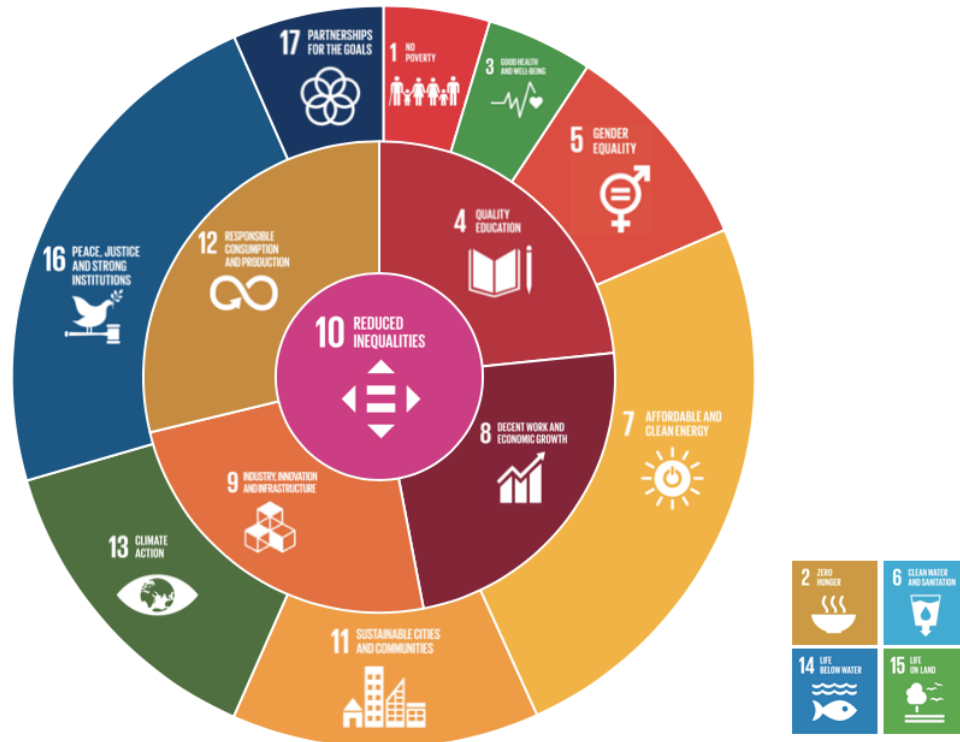 17 PARTNERSHIPS
FOR THE GOALS
1 NO
POVERTY
3 GOOD HEALTH
AND WELL-BEING
5 GENDER
EQUALITY
4 QUALITY
EDUCATION
12 RESPONSIBLE
CONSUMPTION
AND PRODUCTION
16 PEACE, JUSTICE
AND STRONG
INSTITUTIONS
10 REDUCED
INEQUALITIES
7 AFFORDABLE AND
CLEAN ENERGY
8 DECENT WORK AND
ECONOMIC GROWTH
9 INDUSTRY, INNOVATION
AND INFRASTRUCTURE
13 CLIMATE
ACTION
11 SUSTAINABLE CITIES
AND COMMUNITIES
2 ZERO
HUNGER
6 CLEAN WATER
AND SANITATION
14 LIFE
BELOW WATER
15 LIFE
ON LAND